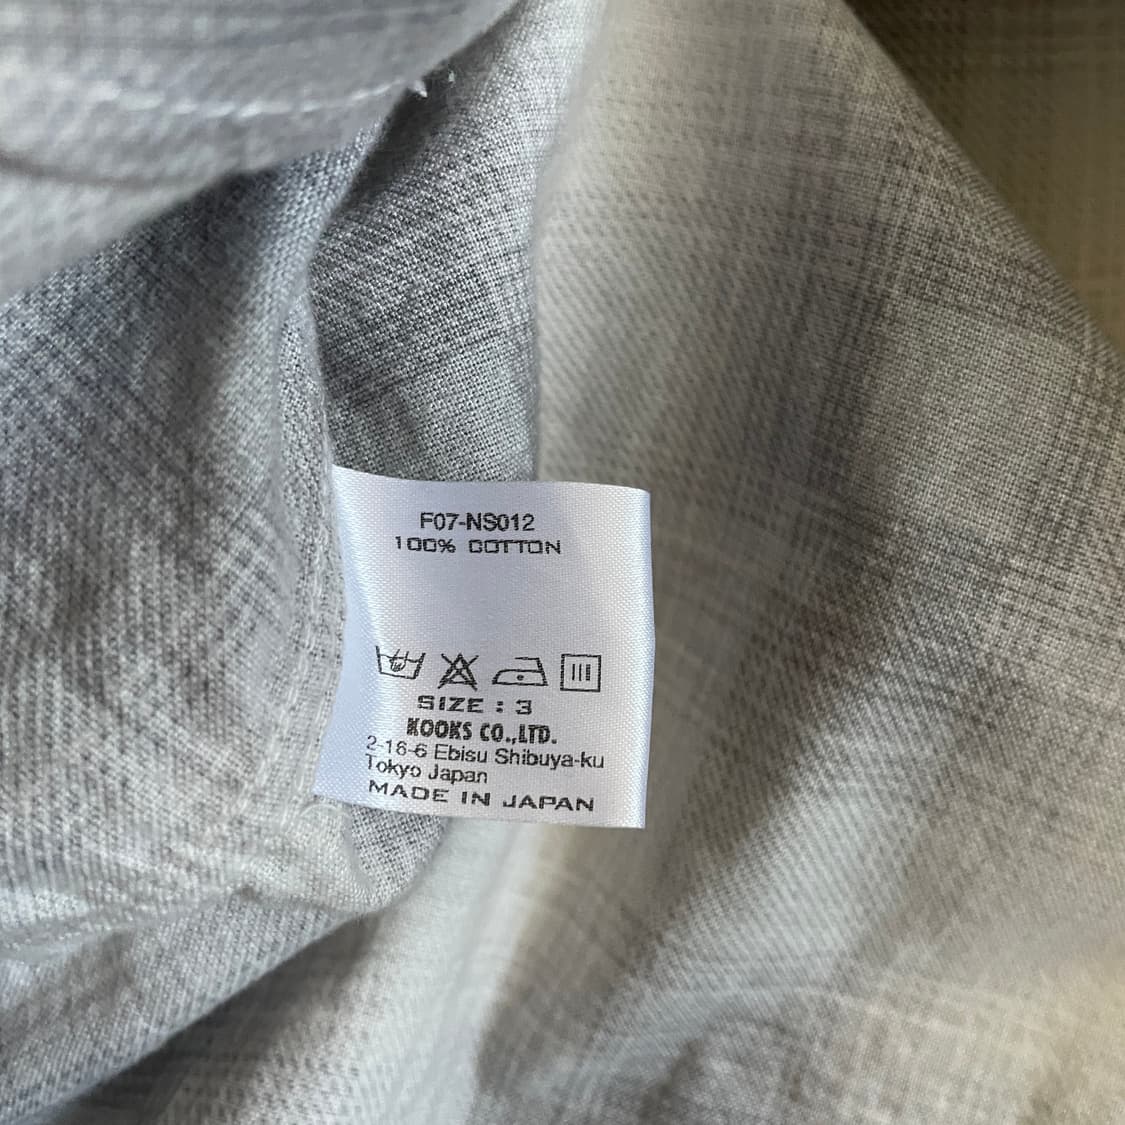 F07-NS012
100% COTTON
SIZE : 3
KOOKS CO.,LTD.
2-16-6 Ebisu Shibuya-ku
Tokyo Japan
MADE IN JAPAN